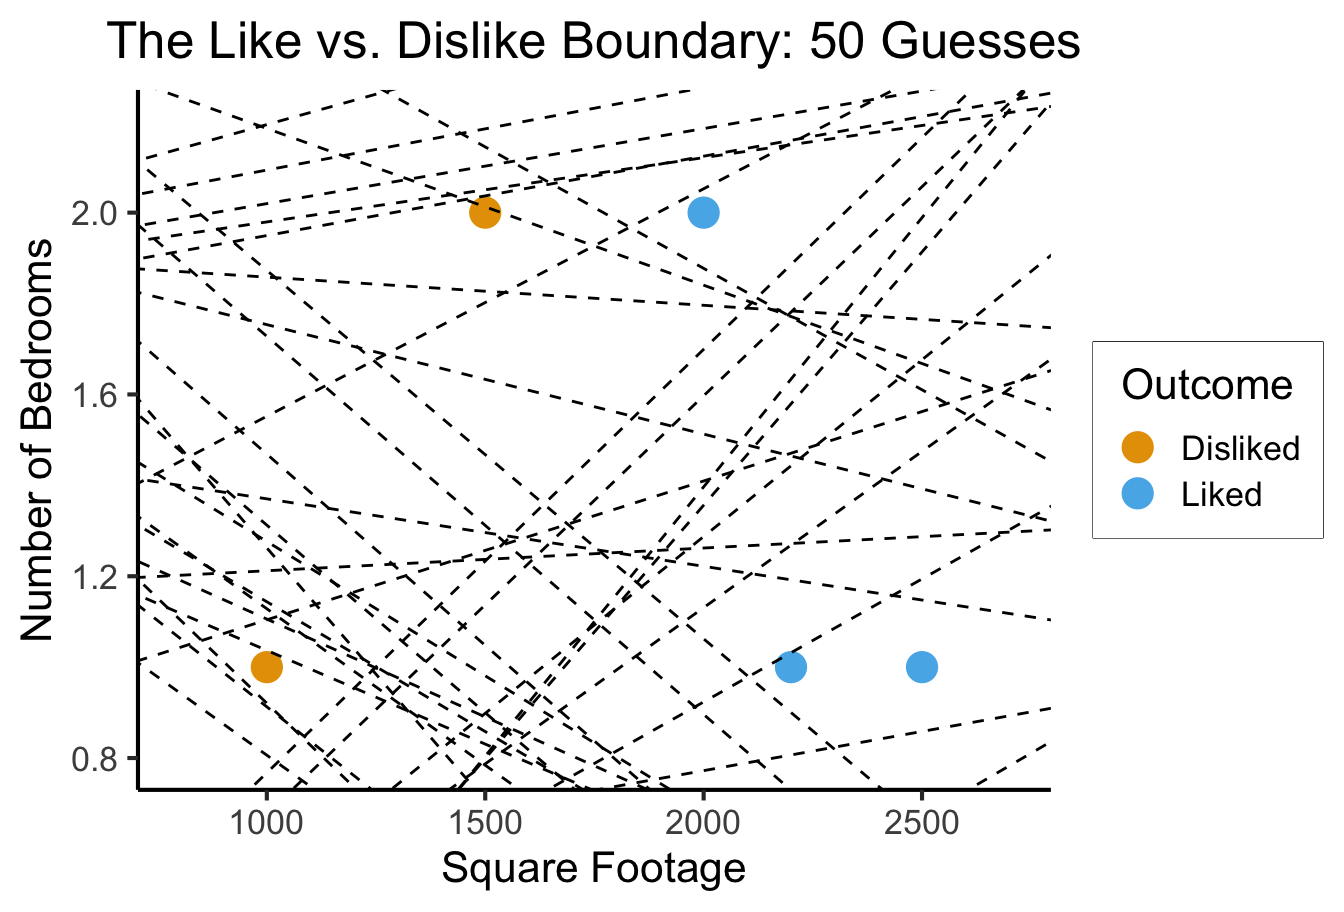 The Like vs. Dislike Boundary: 50 Guesses
Number of Bedrooms
2.0
1.6
1.2
0.8
1000 1500 2000 2500
Square Footage
Outcome
Disliked
Liked